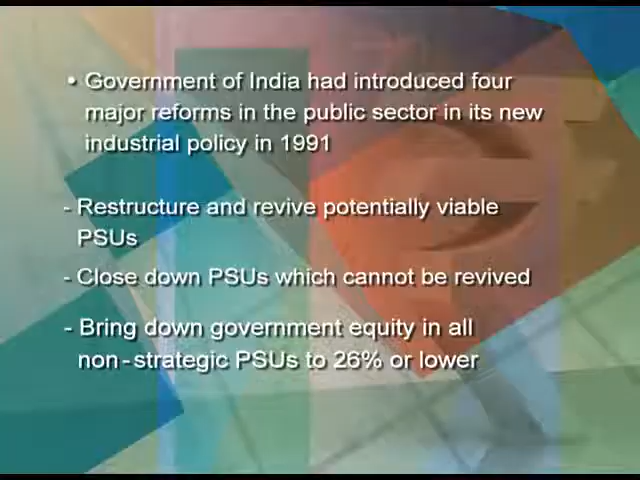 • Government of India had introduced four
major reforms in the public sector in its new
industrial policy in 1991
- Restructure and revive potentially viable
PSUs
- Close down PSUs which cannot be revived
- Bring down government equity in all
non-strategic PSUs to 26% or lower